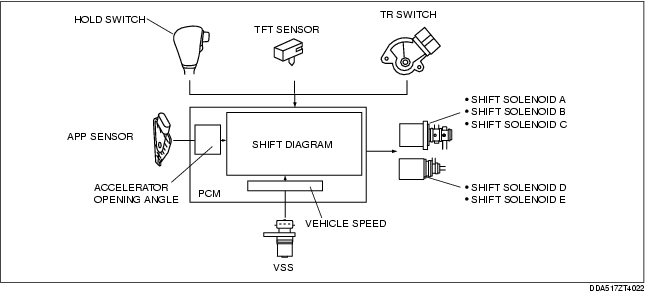 HOLD SWITCH
TFT SENSOR
TR SWITCH
• SHIFT SOLENOID A
• SHIFT SOLENOID B
• SHIFT SOLENOID C
APP SENSOR
SHIFT DIAGRAM
ACCELERATOR
OPENING ANGLE
PCM
• SHIFT SOLENOID D
• SHIFT SOLENOID E
VEHICLE SPEED
VSS
DDA517ZT4022